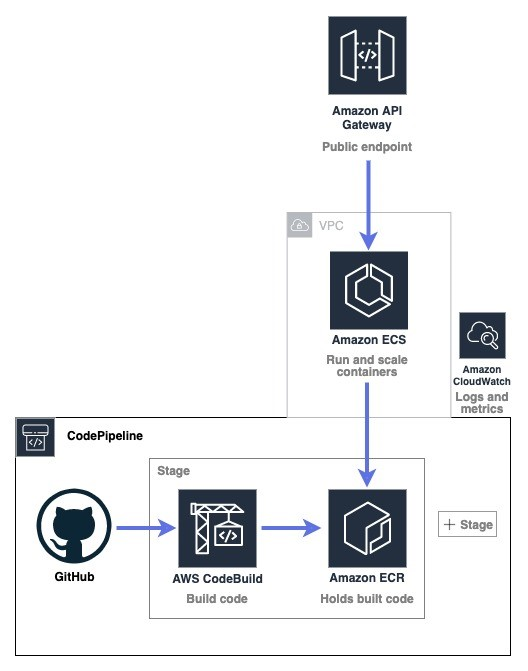 Amazon API
Gateway
Public endpoint
VPC
Amazon ECS
Run and scale
containers
Amazon
CloudWatch
Logs and
metrics
CodePipeline
Stage
GitHub
AWS CodeBuild
Build code
Amazon ECR
Holds built code
+ Stage